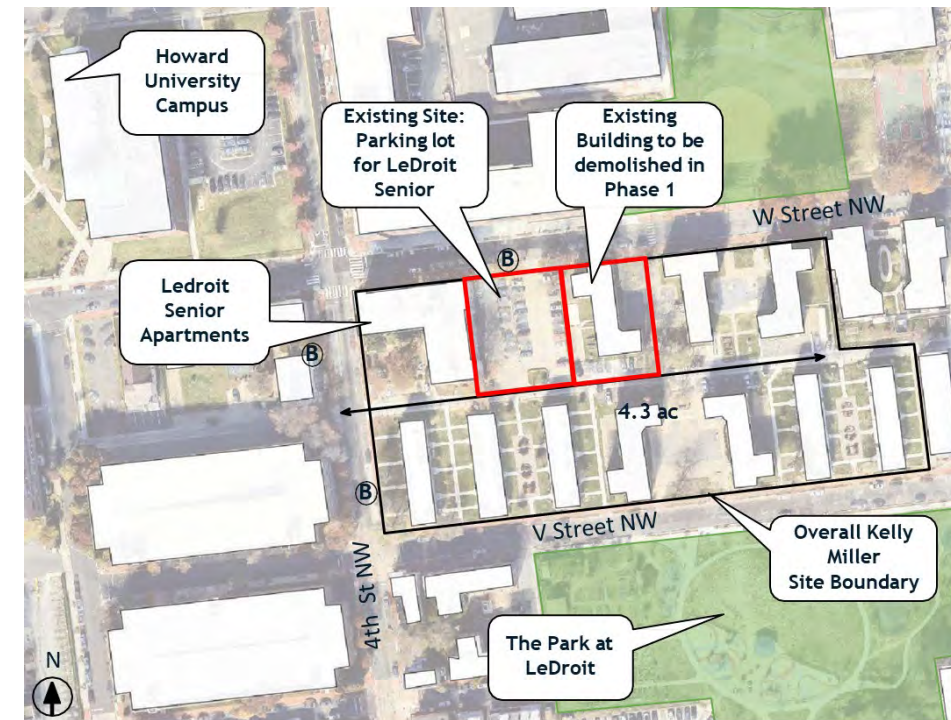 Howard
University
Campus
Existing Site:
Parking lot
for LeDroit
Senior
Existing
Building to be
demolished in
Phase 1
W Street NW
B
Ledroit
Senior
Apartments
B
4.3 ac
B
V Street NW
Overall Kelly
Miller
Site Boundary
4th St NW
The Park at
LeDroit
N